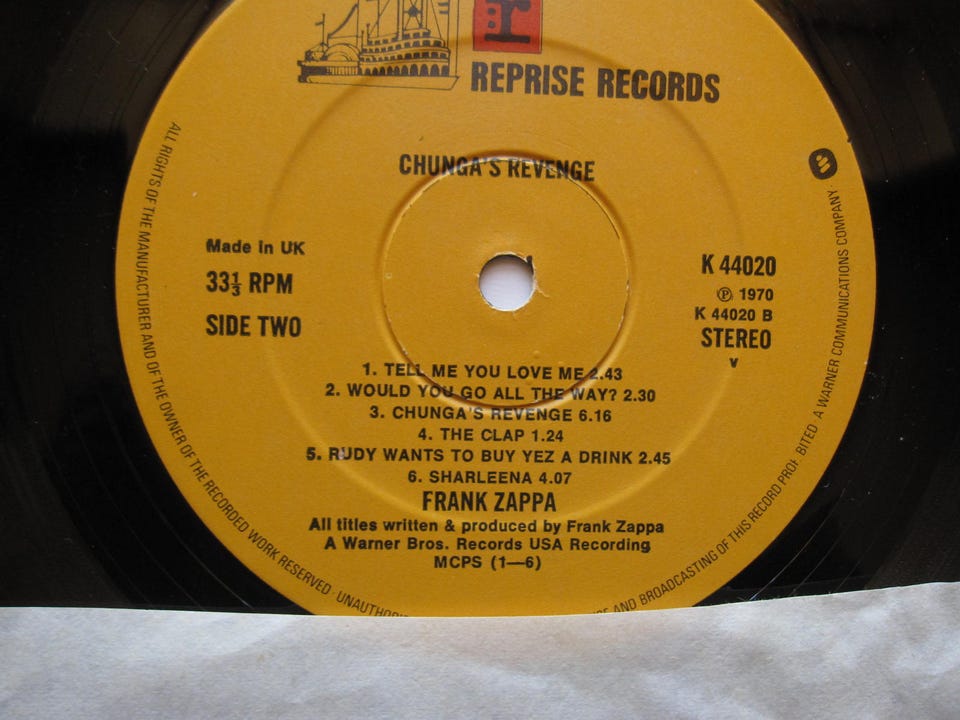 r
REPRISE RECORDS
CHUNGA'S REVENGE
Made in UK
33⅓ RPM
SIDE TWO
K 44020
Ⓟ 1970
K 44020 B
STEREO
v
1. TELL ME YOU LOVE ME 2.43
2. WOULD YOU GO ALL THE WAY? 2.30
3. CHUNGA'S REVENGE 6.16
4. THE CLAP 1.24
5. RUDY WANTS TO BUY YEZ A DRINK 2.45
6. SHARLEENA 4.07
FRANK ZAPPA
All titles written & produced by Frank Zappa
A Warner Bros. Records USA Recording
MCPS (1—6)
ALL RIGHTS OF THE MANUFACTURER AND OF THE OWNER OF THE RECORDED WORK RESERVED · UNAUTHO
AND BROADCASTING OF THIS RECORD PROHIBITED A WARNER COMMUNICATIONS COMPANY ·